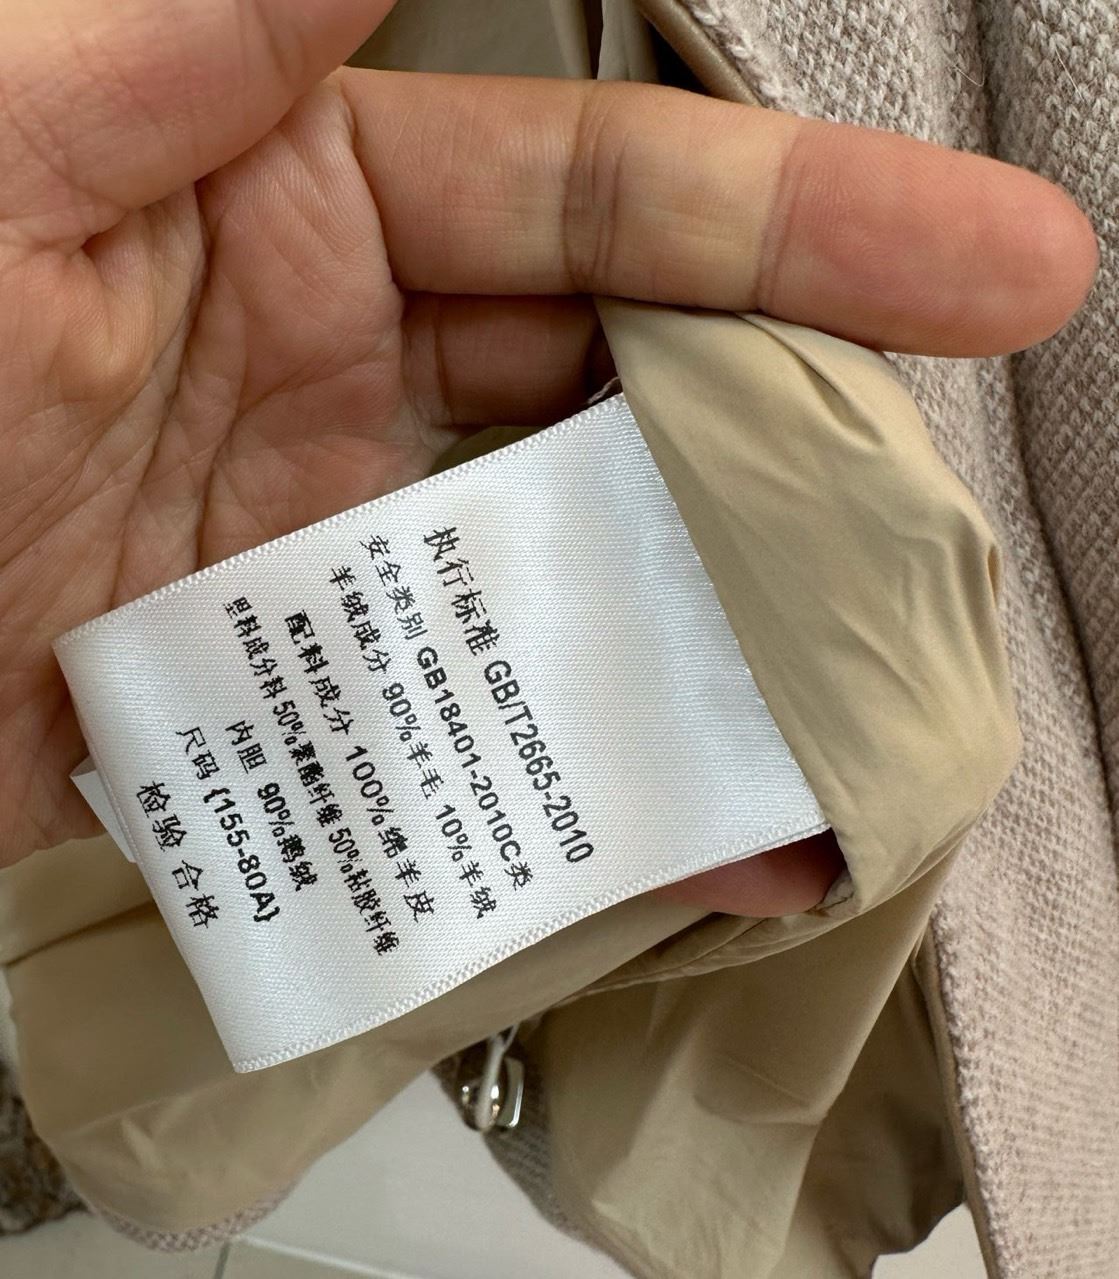 执行标准 GB/T2665-2010
安全类别 GB18401-2010C类
羊绒成分 90%羊毛 10%羊绒
配料成分 100%绵羊皮
里料成分料 50%聚酯纤维 50%粘胶纤维
内胆 90%鹅绒
尺码 {155-80A}
检验 合格